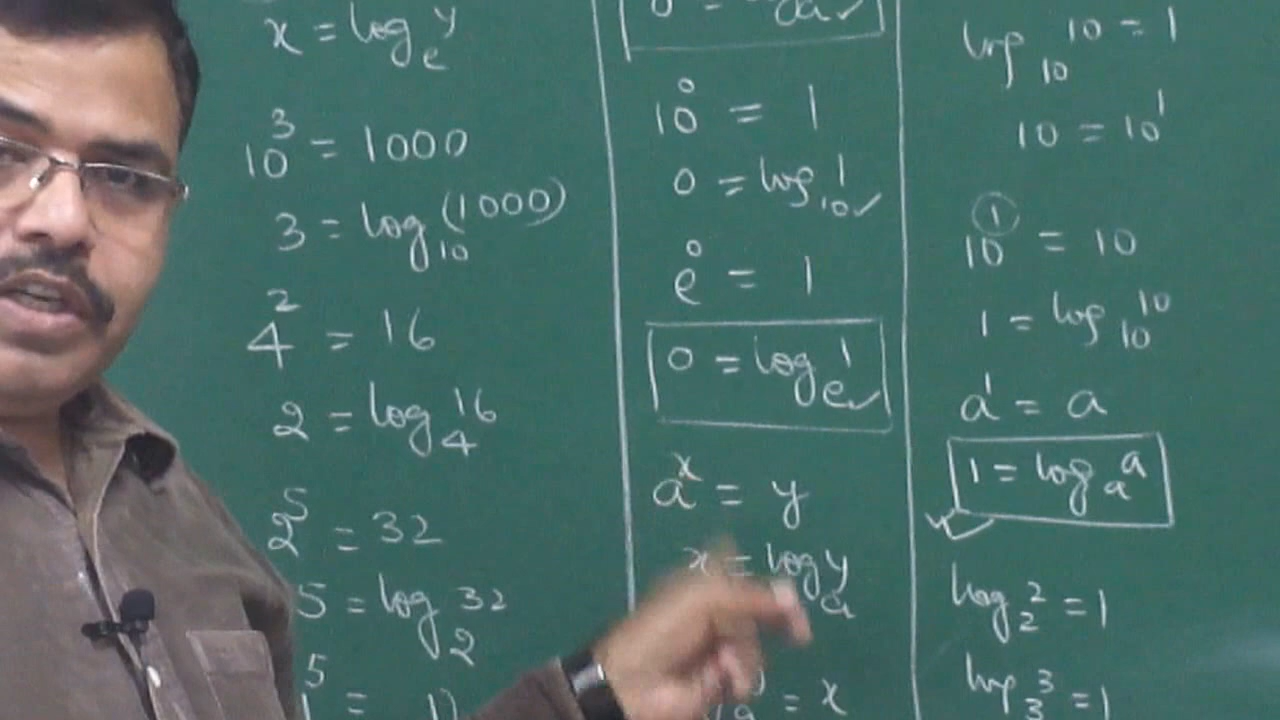 x = log_e y
10^3 = 1000
3 = log_10 (1000)
4^2 = 16
2 = log_4 16
2^5 = 32
5 = log_2 32
5
10^0 = 1
0 = log_10 1 ✓
e^0 = 1
0 = log_e 1 ✓
a^x = y
x = log_a y
= x
log_10 10 = 1
10 = 10^1
10^1 = 10
1 = log_10 10
a^1 = a
1 = log_a a
log_2 2 = 1
log_3 3 = 1